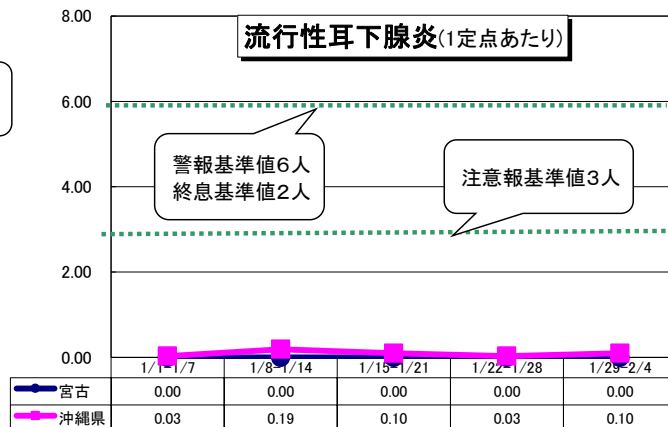 流行性耳下腺炎(1定点あたり)
8.00
6.00
警報基準値6人
終息基準値2人
注意報基準値3人
4.00
2.00
0.00
1/1-1/7 1/8-1/14 1/15-1/21 1/22-1/28 1/29-2/4
宮古 0.00 0.00 0.00 0.00 0.00
沖縄県 0.03 0.19 0.10 0.03 0.10